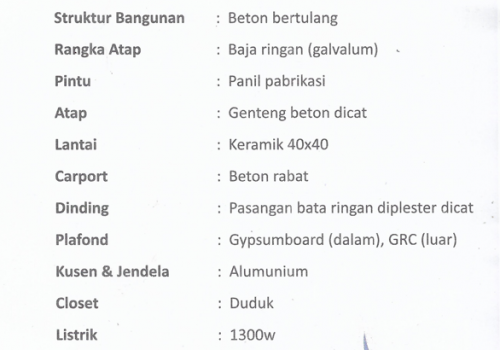 Struktur Bangunan : Beton bertulang
Rangka Atap : Baja ringan (galvalum)
Pintu : Panil pabrikasi
Atap : Genteng beton dicat
Lantai : Keramik 40x40
Carport : Beton rabat
Dinding : Pasangan bata ringan diplester dicat
Plafond : Gypsumboard (dalam), GRC (luar)
Kusen & Jendela : Alumunium
Closet : Duduk
Listrik : 1300w